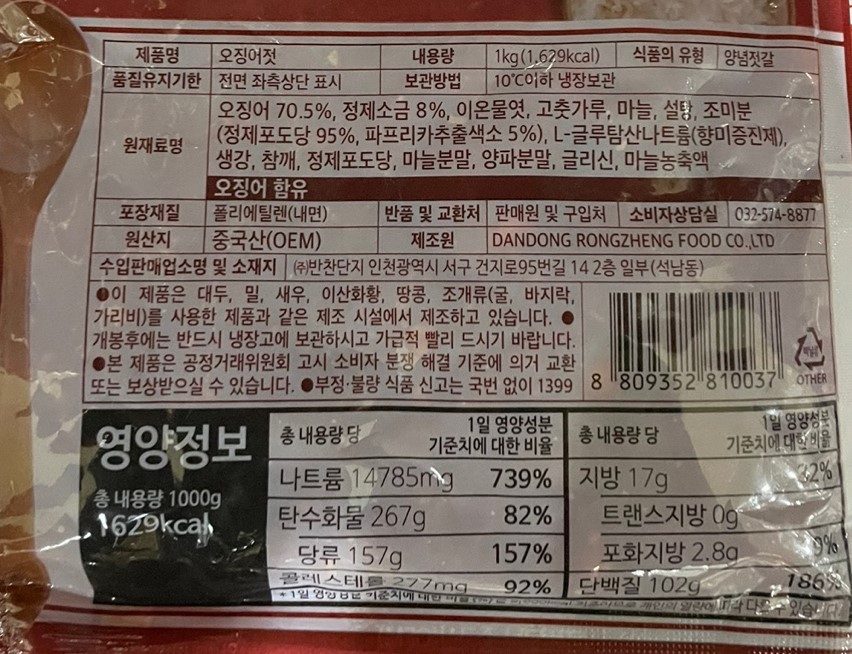 제품명 오징어젓 내용량 1kg(1,629kcal) 식품의 유형 양념젓갈
품질유지기한 전면 좌측상단 표시 보관방법 10℃이하 냉장보관
원재료명
오징어 70.5%, 정제소금 8%, 이온물엿, 고춧가루, 마늘, 설탕, 조미분
(정제포도당 95%, 파프리카추출색소 5%), L-글루탐산나트륨(향미증진제),
생강, 참깨, 정제포도당, 마늘분말, 양파분말, 글리신, 마늘농축액
오징어 함유
포장재질 폴리에틸렌(내면) 반품 및 교환처 판매원 및 구입처 소비자상담실 032-574-8877
원산지 중국산(OEM) 제조원 DANDONG RONGZHENG FOOD CO.,LTD
수입판매업소명 및 소재지 ㈜반찬단지 인천광역시 서구 건지로95번길 14 2층 일부(석남동)
●이 제품은 대두, 밀, 새우, 이산화황, 땅콩, 조개류(굴, 바지락,
가리비)를 사용한 제품과 같은 제조 시설에서 제조하고 있습니다. ●
개봉후에는 반드시 냉장고에 보관하시고 가급적 빨리 드시기 바랍니다.
●본 제품은 공정거래위원회 고시 소비자 분쟁 해결 기준에 의거 교환
또는 보상받으실 수 있습니다. ●부정·불량 식품 신고는 국번 없이 1399
8 809352 810037
OTHER
영양정보
총 내용량 1000g
1629kcal
총 내용량 당 1일 영양성분
기준치에 대한 비율
나트륨 14785mg 739%
탄수화물 267g 82%
당류 157g 157%
콜레스테롤 277mg 92%
총 내용량 당 1일 영양성분
기준치에 대한 비율
지방 17g 32%
트랜스지방 0g
포화지방 2.8g 9%
단백질 102g 186%